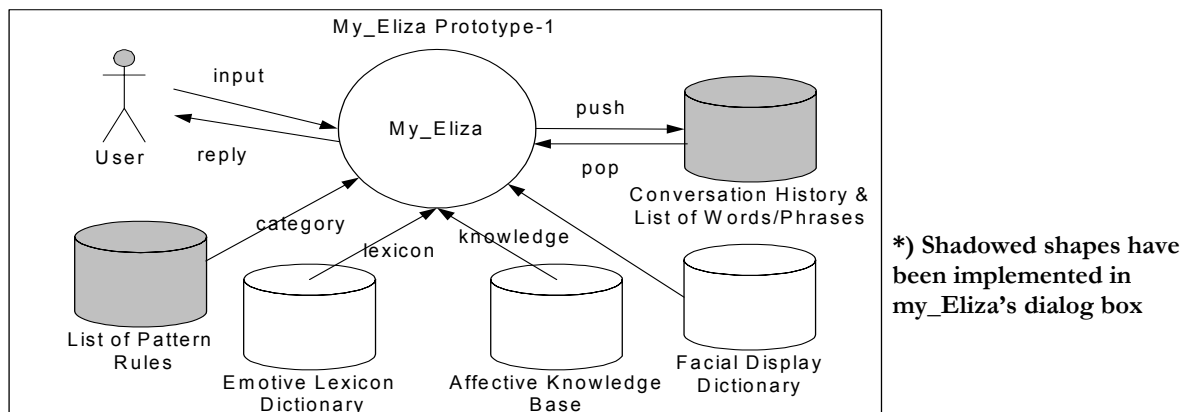 My_Eliza Prototype-1
input
My_Eliza
push
User
reply
pop
Conversation History &
List of Words/Phrases
category
lexicon
knowledge
*) Shadowed shapes have
been implemented in
my_Eliza's dialog box
List of Pattern
Rules
Emotive Lexicon
Dictionary
Affective Knowledge
Base
Facial Display
Dictionary